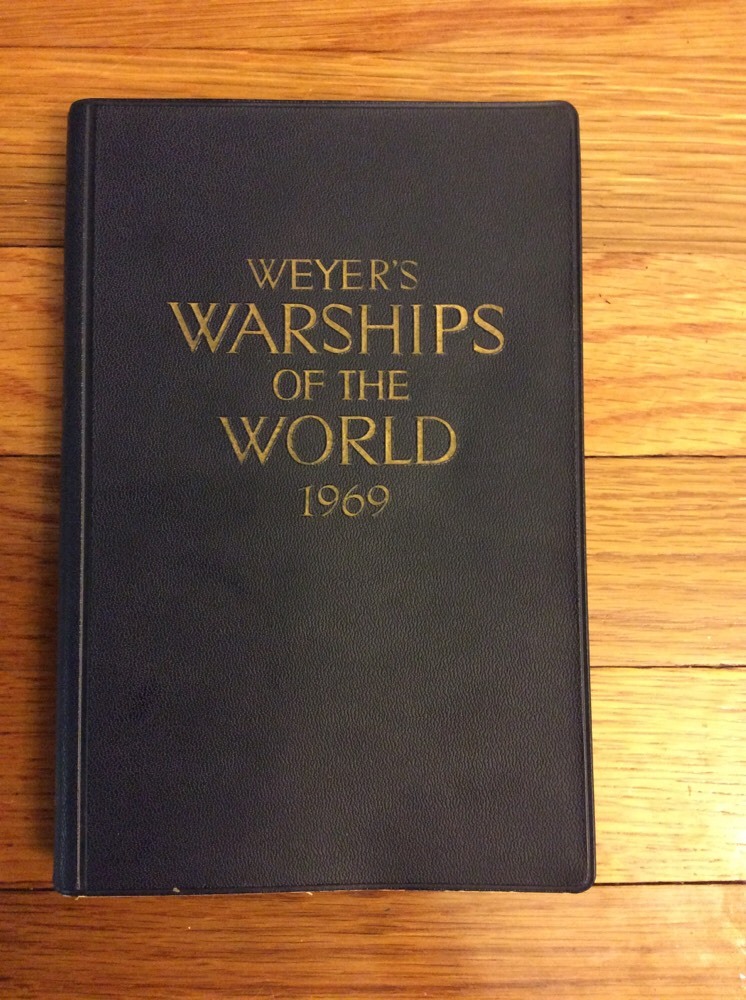 WEYER'S
WARSHIPS
OF THE
WORLD
1969